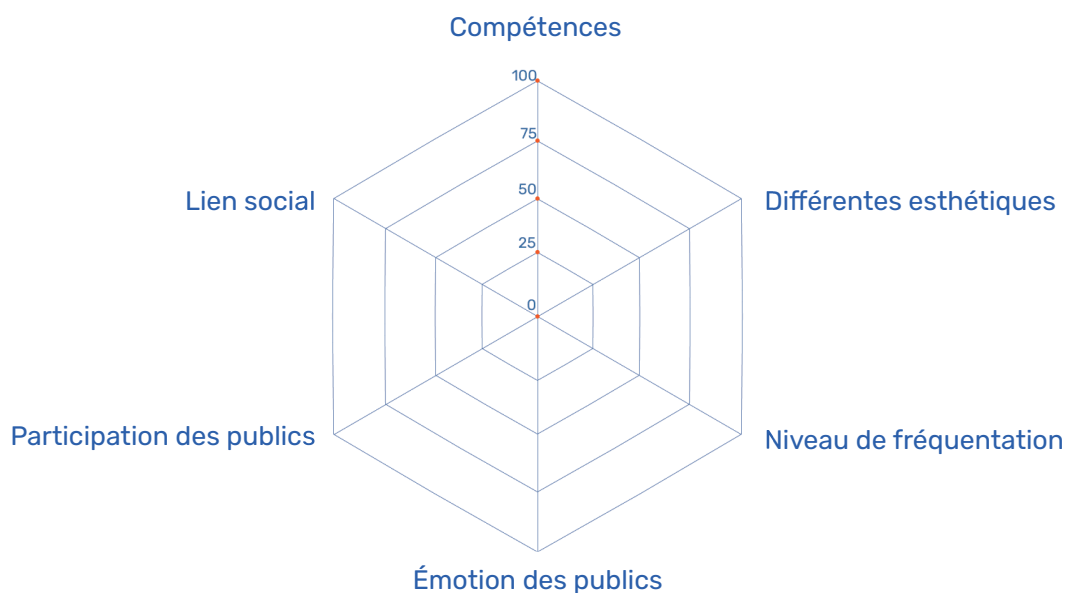 Compétences
100
75
50
25
0
Lien social
Différentes esthétiques
Participation des publics
Niveau de fréquentation
Émotion des publics